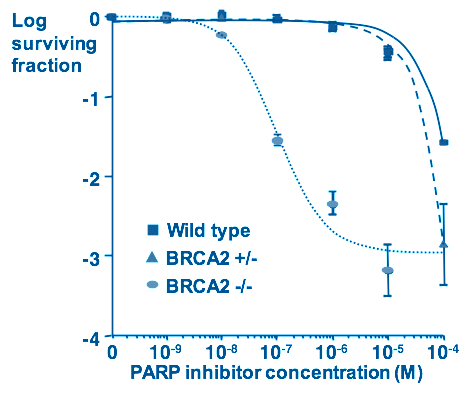 Log
surviving
fraction
0
-1
-2
-3
-4
Wild type
BRCA2 +/-
BRCA2 -/-
0 10-9 10-8 10-7 10-6 10-5 10-4
PARP inhibitor concentration (M)